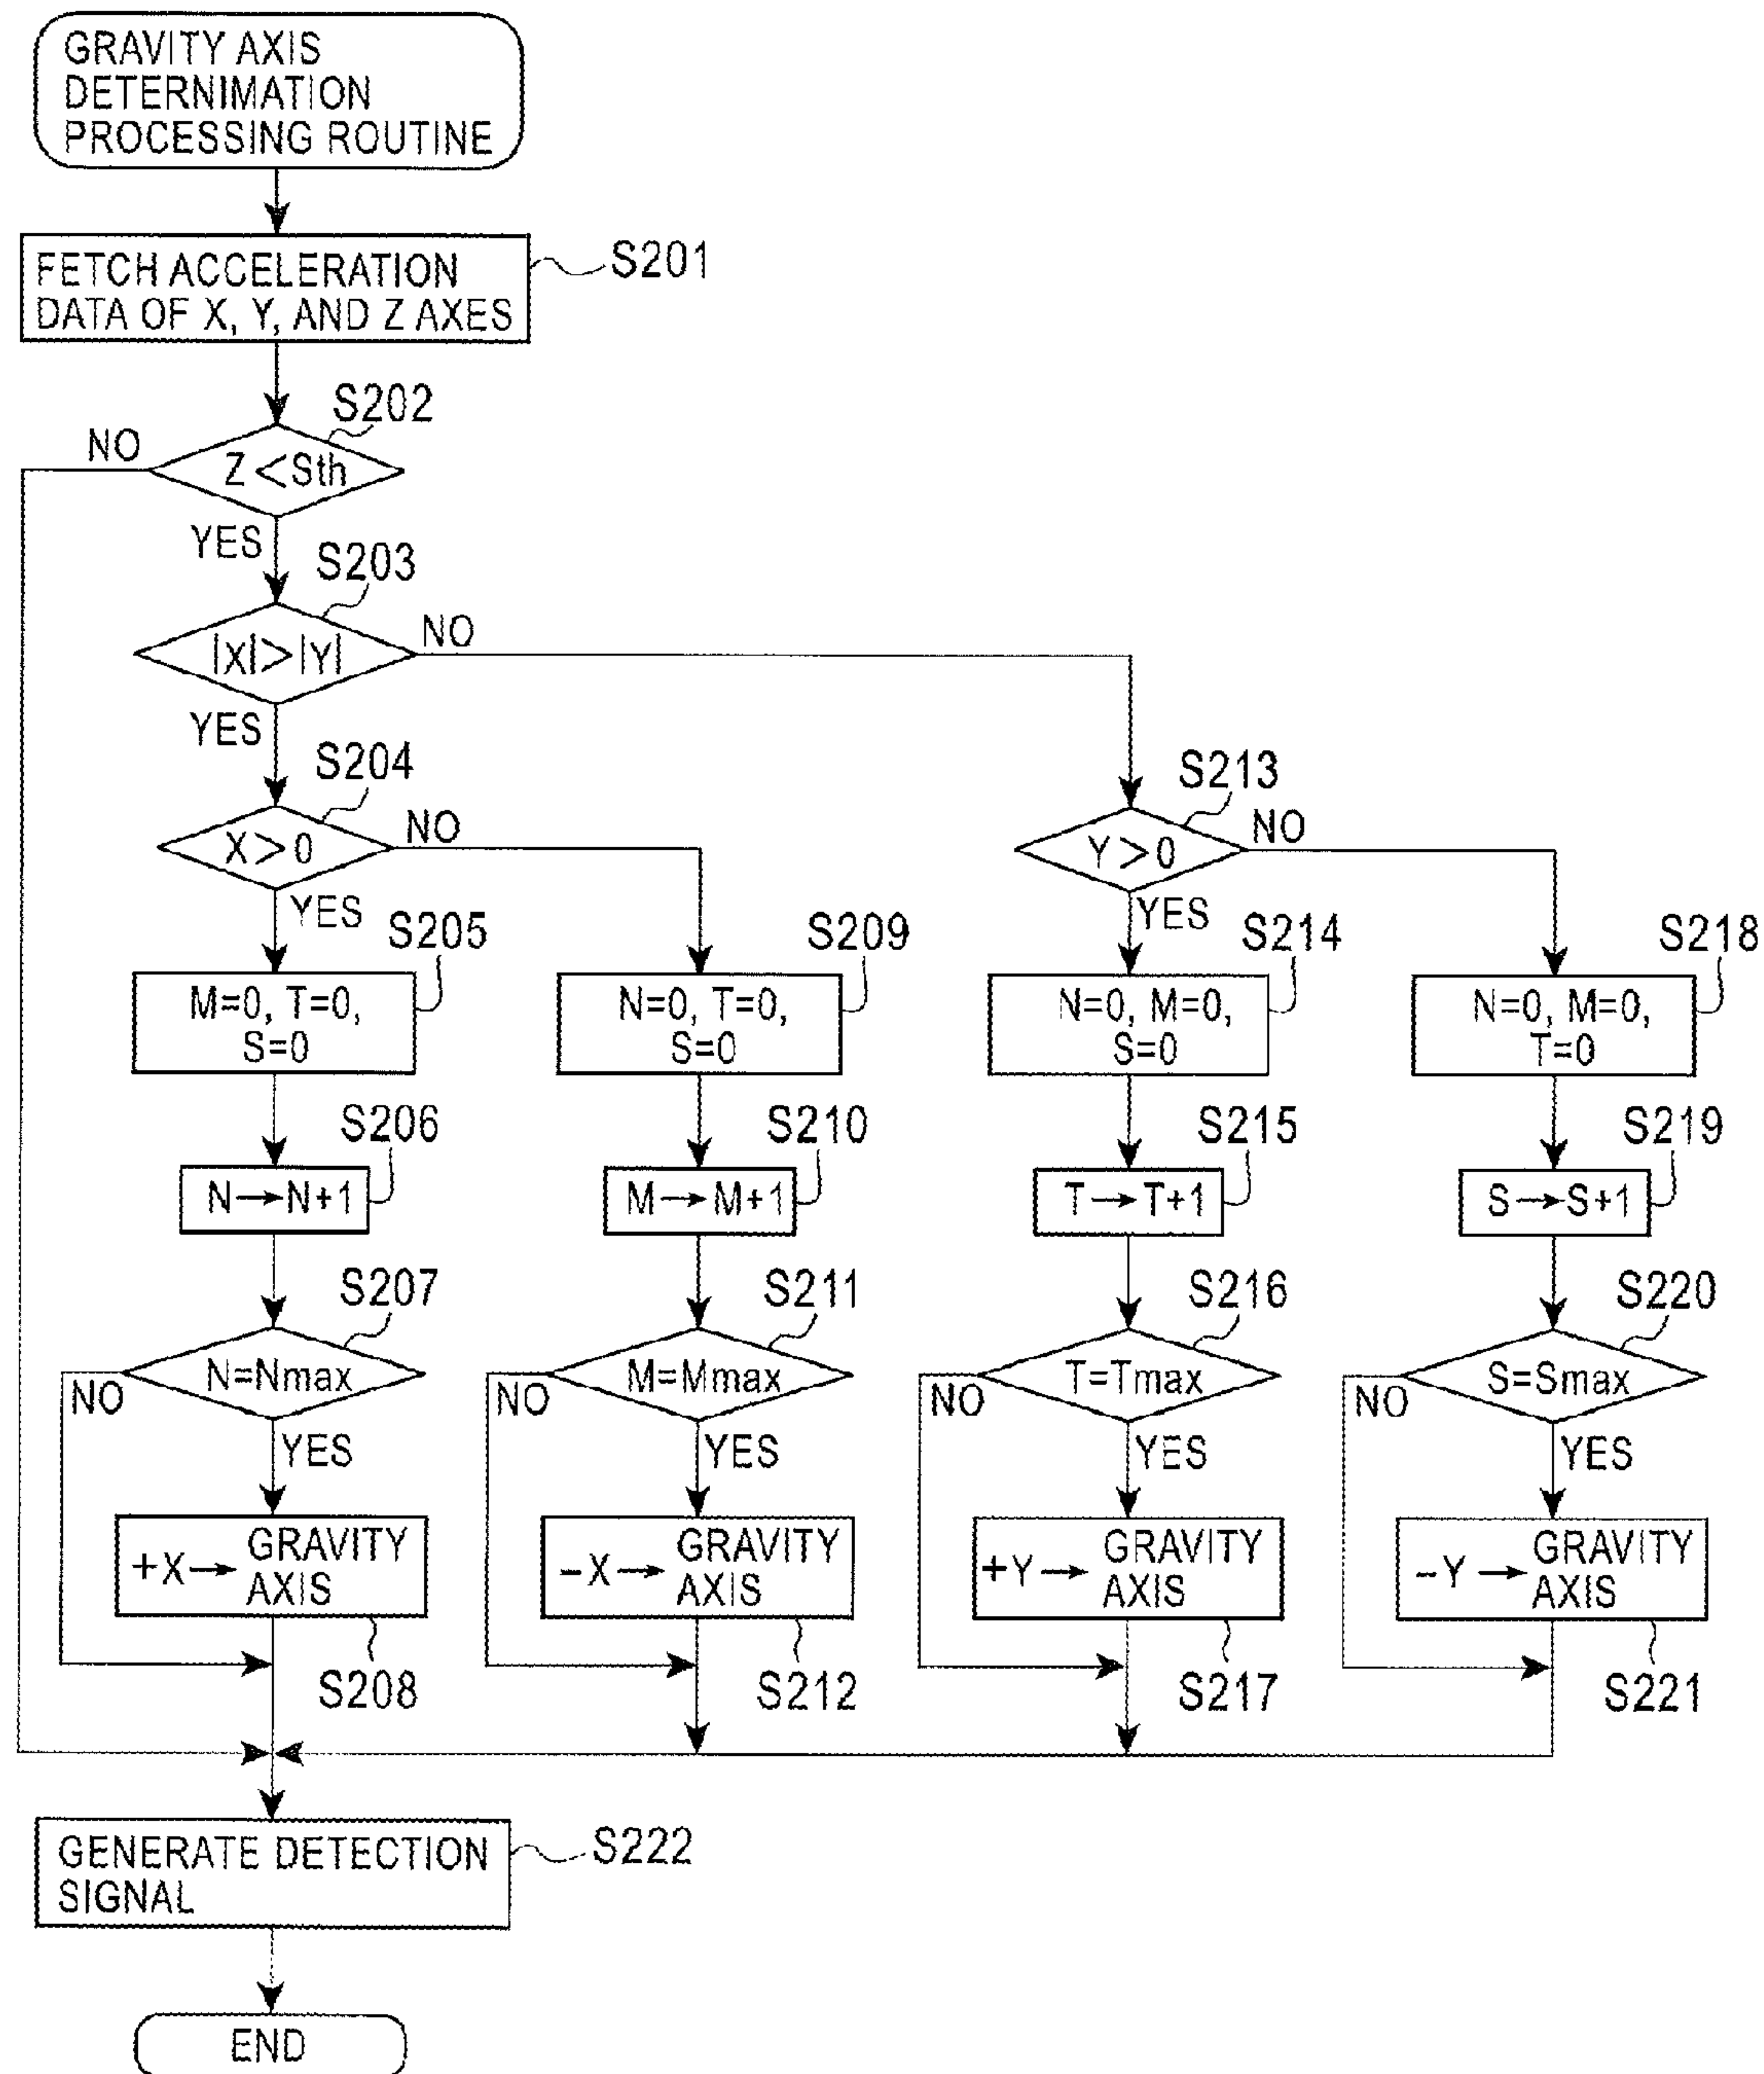 GRAVITY AXIS
DETERNIMATION
PROCESSING ROUTINE
FETCH ACCELERATION
DATA OF X, Y, AND Z AXES
S201
S202
NO
Z<Sth
YES
S203
|X|>|Y|
NO
YES
S204
X>0
NO
YES
S213
Y>0
NO
YES
S205
M=0, T=0,
S=0
S209
N=0, T=0,
S=0
S214
N=0, M=0,
S=0
S218
N=0, M=0,
T=0
S206
N→N+1
S210
M→M+1
S215
T→T+1
S219
S→S+1
S207
N=Nmax
NO
YES
S211
M=Mmax
NO
YES
S216
T=Tmax
NO
YES
S220
S=Smax
NO
YES
+X→ GRAVITY
AXIS
S208
−X→ GRAVITY
AXIS
S212
+Y→ GRAVITY
AXIS
S217
−Y→ GRAVITY
AXIS
S221
GENERATE DETECTION
SIGNAL
S222
END